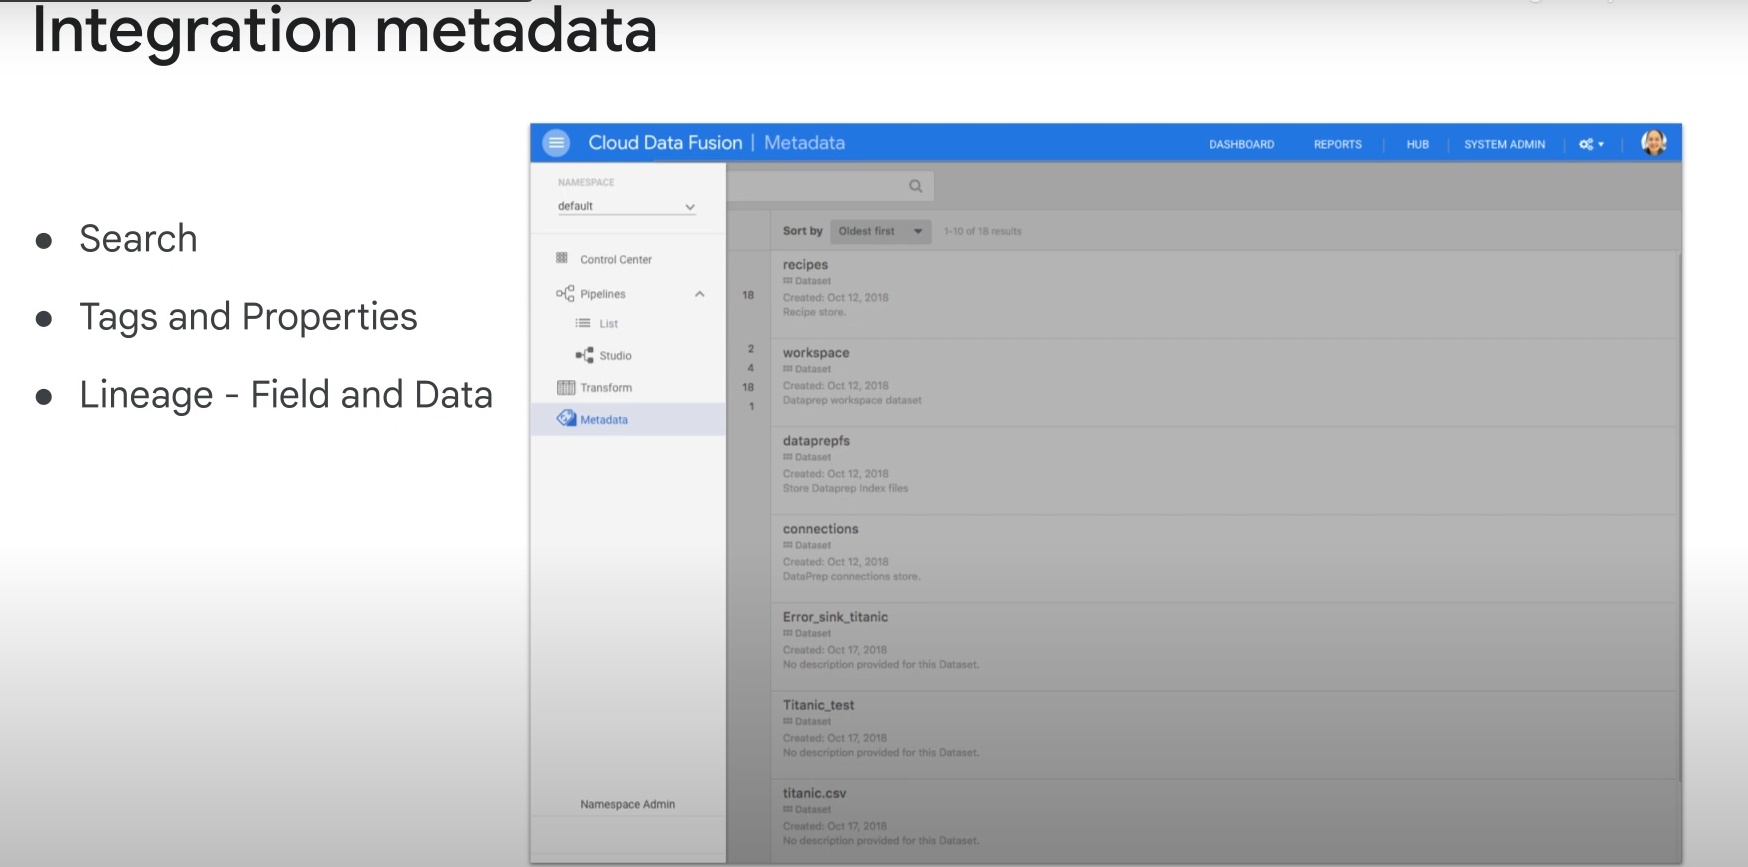 Integration metadata
● Search
● Tags and Properties
● Lineage - Field and Data
Cloud Data Fusion | Metadata
DASHBOARD
REPORTS
HUB
SYSTEM ADMIN
NAMESPACE
default
Control Center
Pipelines
List
Studio
Transform
Metadata
Namespace Admin
18
2
4
18
1
Sort by Oldest first 1-10 of 18 results
recipes
Dataset
Created: Oct 12, 2018
Recipe store.
workspace
Dataset
Created: Oct 12, 2018
Dataprep workspace dataset
dataprepfs
Dataset
Created: Oct 12, 2018
Store Dataprep Index files
connections
Dataset
Created: Oct 12, 2018
DataPrep connections store.
Error_sink_titanic
Dataset
Created: Oct 17, 2018
No description provided for this Dataset.
Titanic_test
Dataset
Created: Oct 17, 2018
No description provided for this Dataset.
titanic.csv
Dataset
Created: Oct 17, 2018
No description provided for this Dataset.